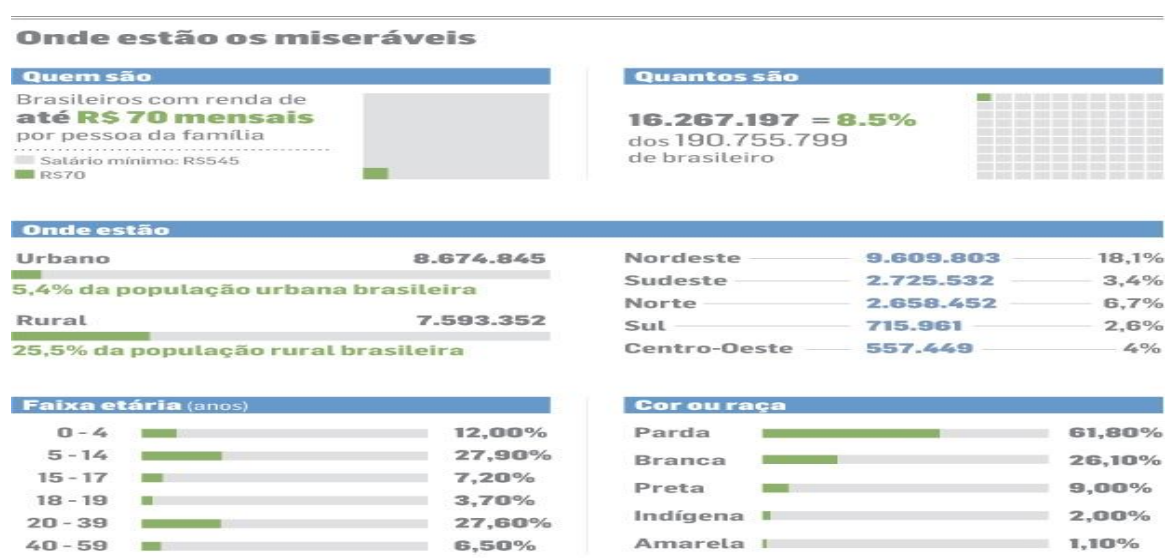 Onde estão os miseráveis
Quem são
Brasileiros com renda de
até R$ 70 mensais
por pessoa da família
Salário mínimo: R$545
R$70
Quantos são
16.267.197 = 8.5%
dos 190.755.799
de brasileiro
Onde estão
Urbano 8.674.845
5,4% da população urbana brasileira
Rural 7.593.352
25,5% da população rural brasileira
Nordeste 9.609.803 18,1%
Sudeste 2.725.532 3,4%
Norte 2.658.452 6,7%
Sul 715.961 2,6%
Centro-Oeste 557.449 4%
Faixa etária (anos)
0 - 4 12,00%
5 - 14 27,90%
15 - 17 7,20%
18 - 19 3,70%
20 - 39 27,60%
40 - 59 6,50%
Cor ou raça
Parda 61,80%
Branca 26,10%
Preta 9,00%
Indígena 2,00%
Amarela 1,10%